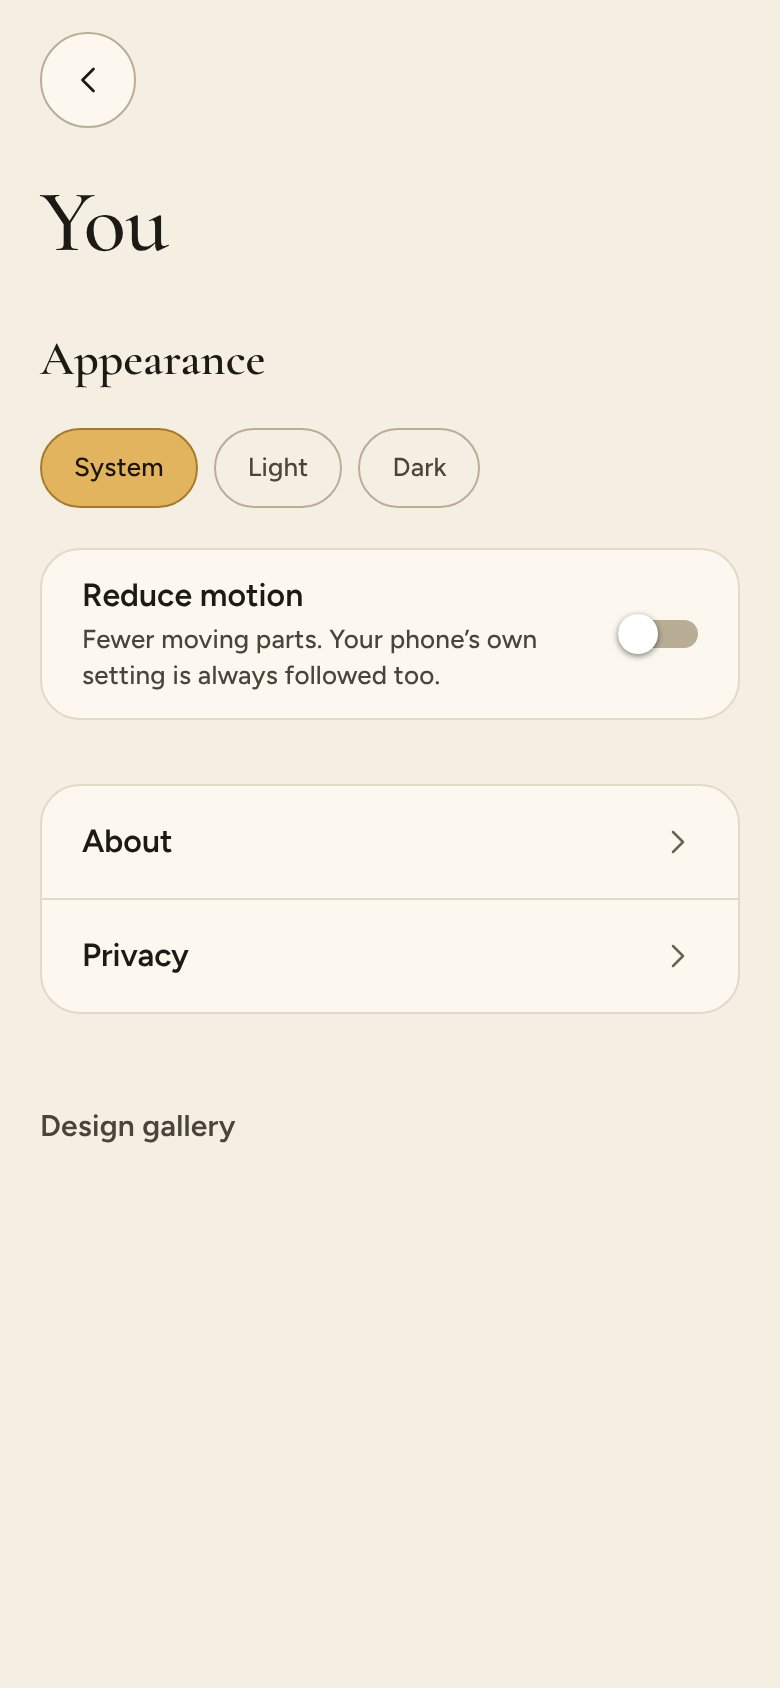 You
Appearance
System
Light
Dark
Reduce motion
Fewer moving parts. Your phone’s own
setting is always followed too.
About
Privacy
Design gallery